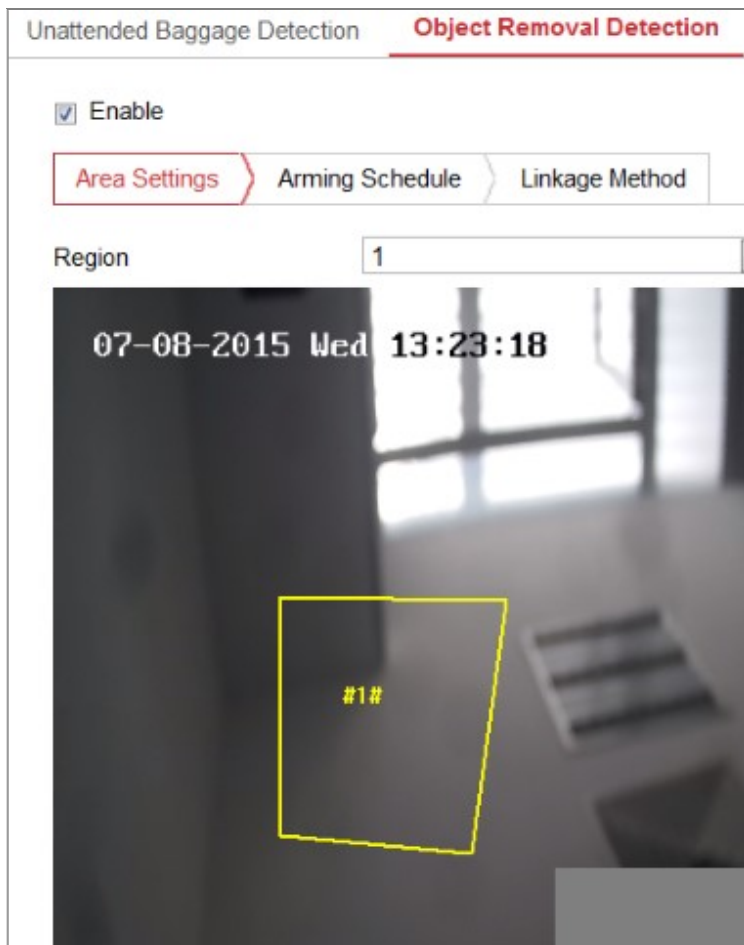 Unattended Baggage Detection Object Removal Detection
Enable
Area Settings Arming Schedule Linkage Method
Region 1
07-08-2015 Wed 13:23:18
#1#